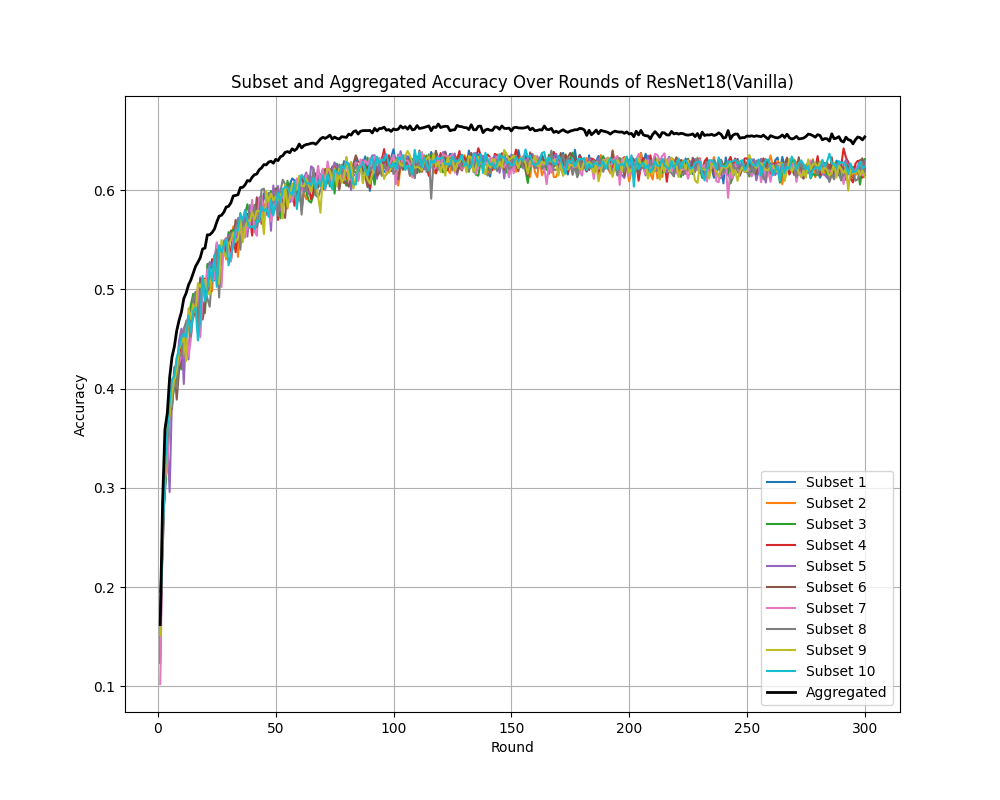 Subset and Aggregated Accuracy Over Rounds of ResNet18(Vanilla)
Accuracy
0.6
0.5
0.4
0.3
0.2
0.1
Subset 1
Subset 2
Subset 3
Subset 4
Subset 5
Subset 6
Subset 7
Subset 8
Subset 9
Subset 10
Aggregated
0 50 100 150 200 250 300
Round